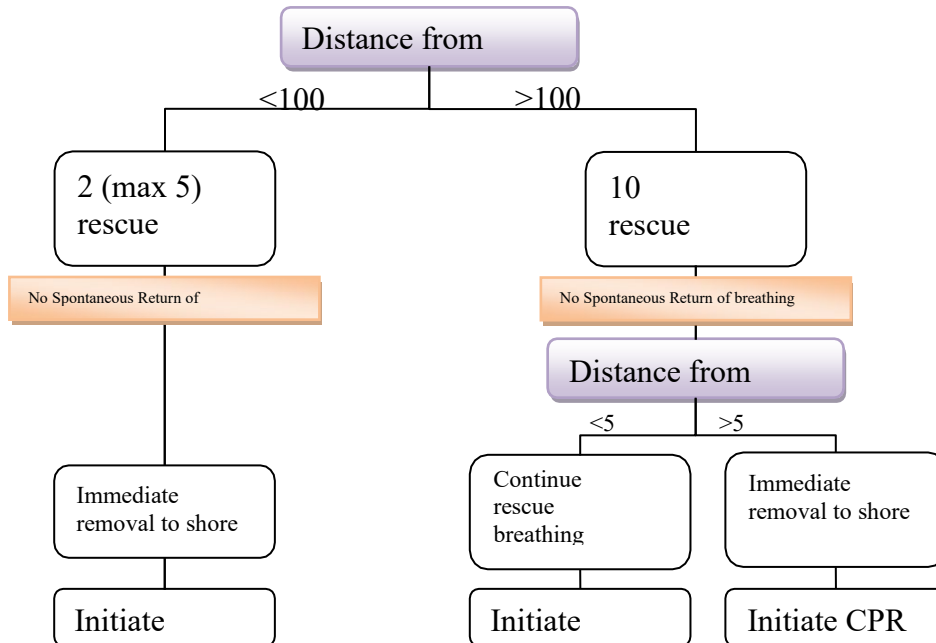 Distance from
<100
>100
2 (max 5)
rescue
10
rescue
No Spontaneous Return of
No Spontaneous Return of breathing
Distance from
<5
>5
Immediate
removal to shore
Continue
rescue
breathing
Immediate
removal to shore
Initiate
Initiate
Initiate CPR